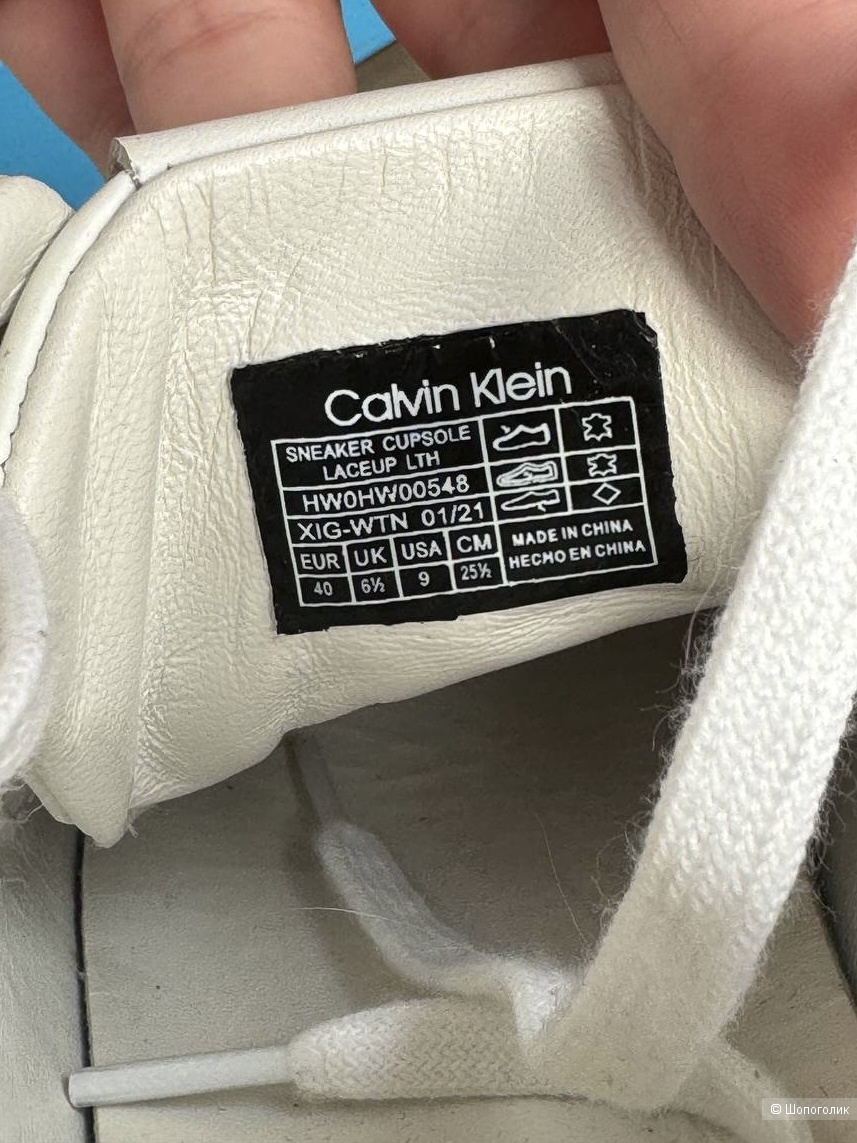 Calvin Klein
SNEAKER CUPSOLE
LACEUP LTH
HW0HW00548
XIG-WTN 01/21
EUR UK USA CM
40 6½ 9 25½
MADE IN CHINA
HECHO EN CHINA
© Шопоголик